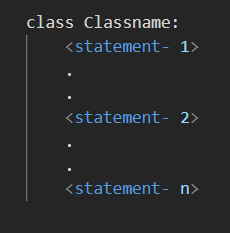 class Classname:
<statement- 1>
.
.
<statement- 2>
.
.
<statement- n>